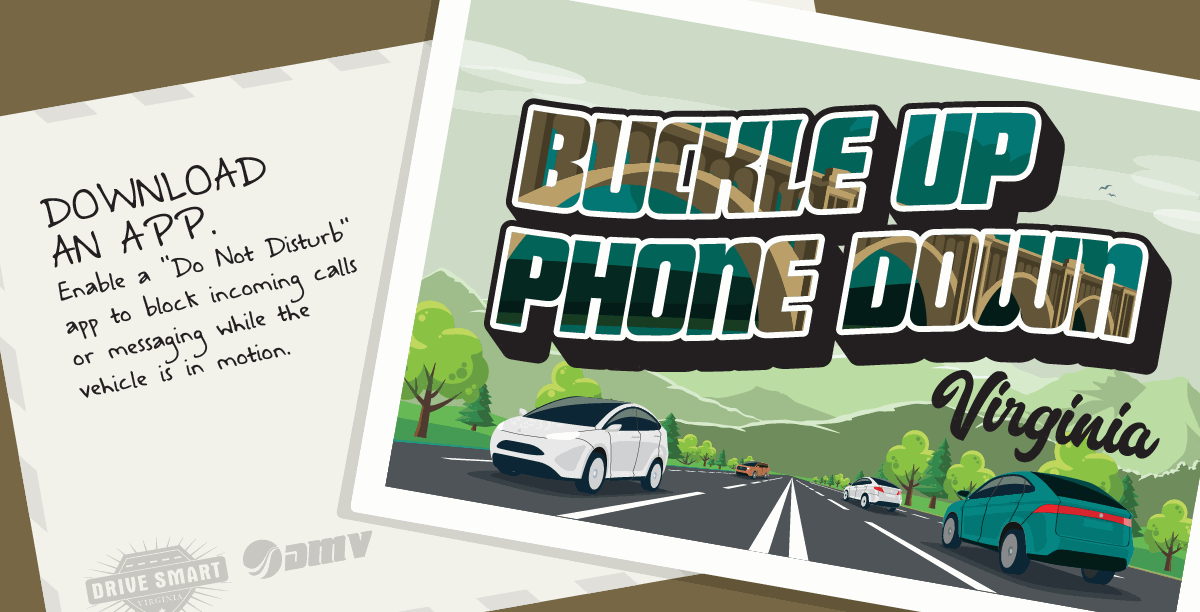 DOWNLOAD
AN APP.
Enable a "Do Not Disturb"
app to block incoming calls
or messaging while the
vehicle is in motion.
DRIVE SMART
VIRGINIA
DMV
BUCKLE UP
PHONE DOWN
Virginia